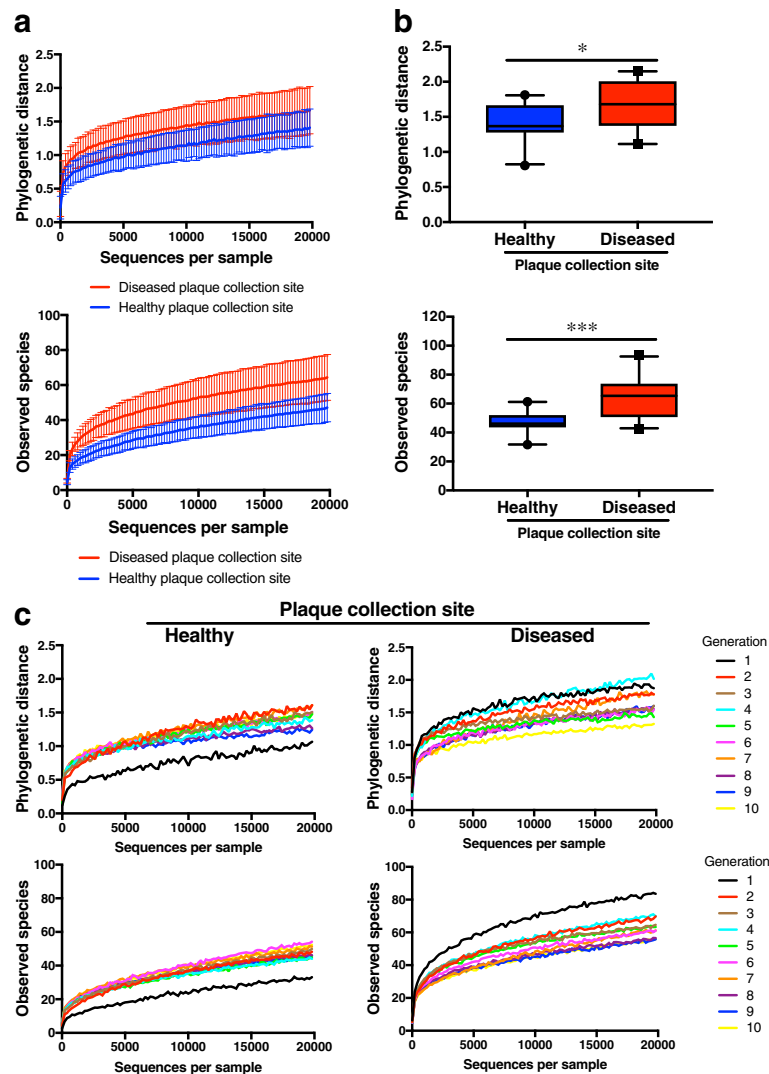 a
2.5
2.0
1.5
1.0
0.5
0.0
Phylogenetic distance
0 5000 10000 15000 20000
Sequences per sample
Diseased plaque collection site
Healthy plaque collection site
100
80
60
40
20
0
Observed species
0 5000 10000 15000 20000
Sequences per sample
Diseased plaque collection site
Healthy plaque collection site
b
2.5
2.0
1.5
1.0
0.5
0.0
Phylogenetic distance
*
Healthy Diseased
Plaque collection site
120
100
80
60
40
20
0
Observed species
***
Healthy Diseased
Plaque collection site
c
Plaque collection site
Healthy Diseased
2.5
2.0
1.5
1.0
0.5
0.0
Phylogenetic distance
0 5000 10000 15000 20000
Sequences per sample
2.5
2.0
1.5
1.0
0.5
0.0
Phylogenetic distance
0 5000 10000 15000 20000
Sequences per sample
Generation
1
2
3
4
5
6
7
8
9
10
100
80
60
40
20
0
Observed species
0 5000 10000 15000 20000
Sequences per sample
100
80
60
40
20
0
Observed species
0 5000 10000 15000 20000
Sequences per sample
Generation
1
2
3
4
5
6
7
8
9
10